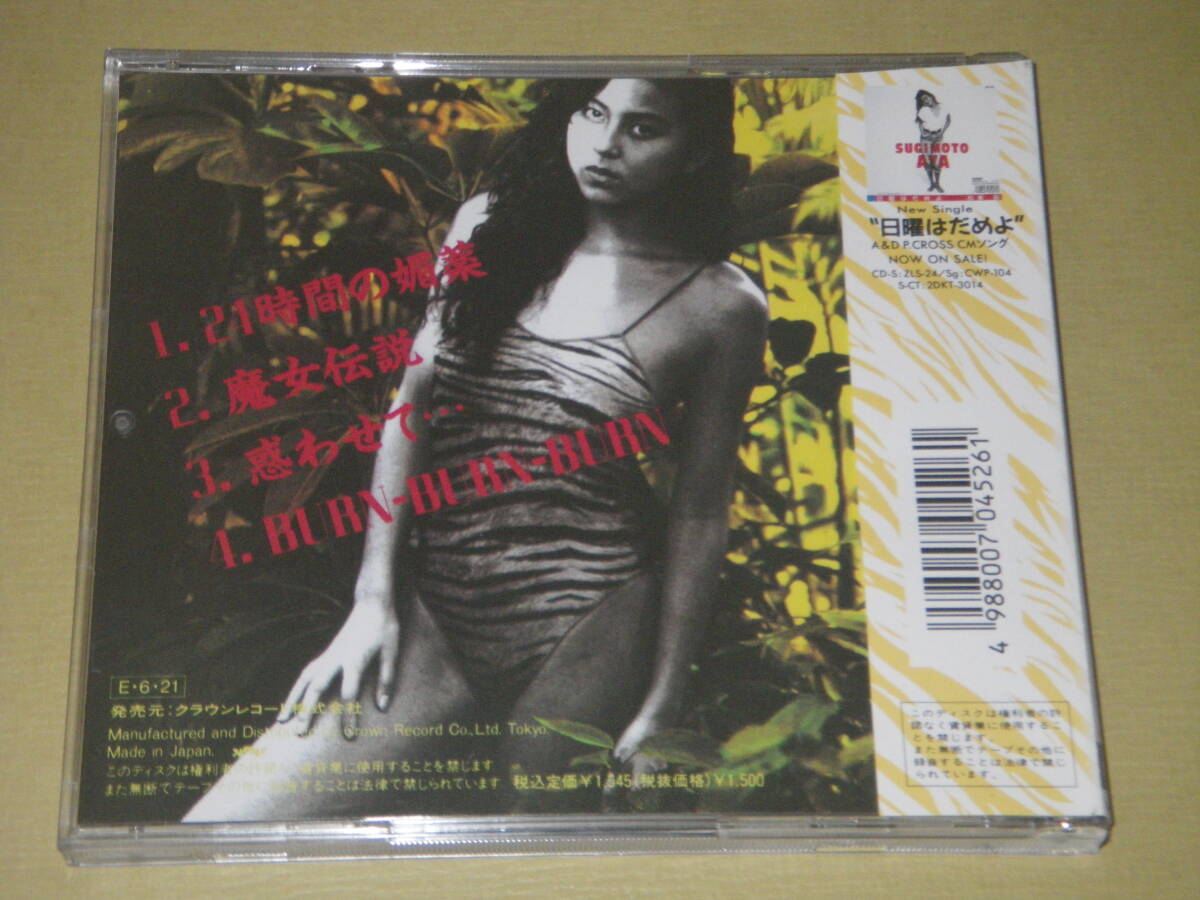 1. 21時間の媚薬
2. 魔女伝説
3. 惑わせて…
4. BURN-BURN-BURN
E・6・21
発売元:クラウンレコード株式会社
Manufactured and Distributed by Crown Record Co., Ltd. Tokyo.
Made in Japan.
このディスクは権利者の許諾なく賃貸業に使用することを禁じます
また無断でテープその他に録音することは法律で禁じられています
税込定価¥1,545(税抜価格)¥1,500
SUGIMOTO
AYA
New Single
"日曜はだめよ"
A&D P.CROSS CMソング
NOW ON SALE!
CD-S: ZLS-24/Sg: CWP-104
S-CT: 2DKT-3014
4 988007 045261
このディスクは権利者の許
諾なく賃貸業に使用するこ
とを禁じます。
また無断でテープその他に
録音することは法律で禁じ
られています。